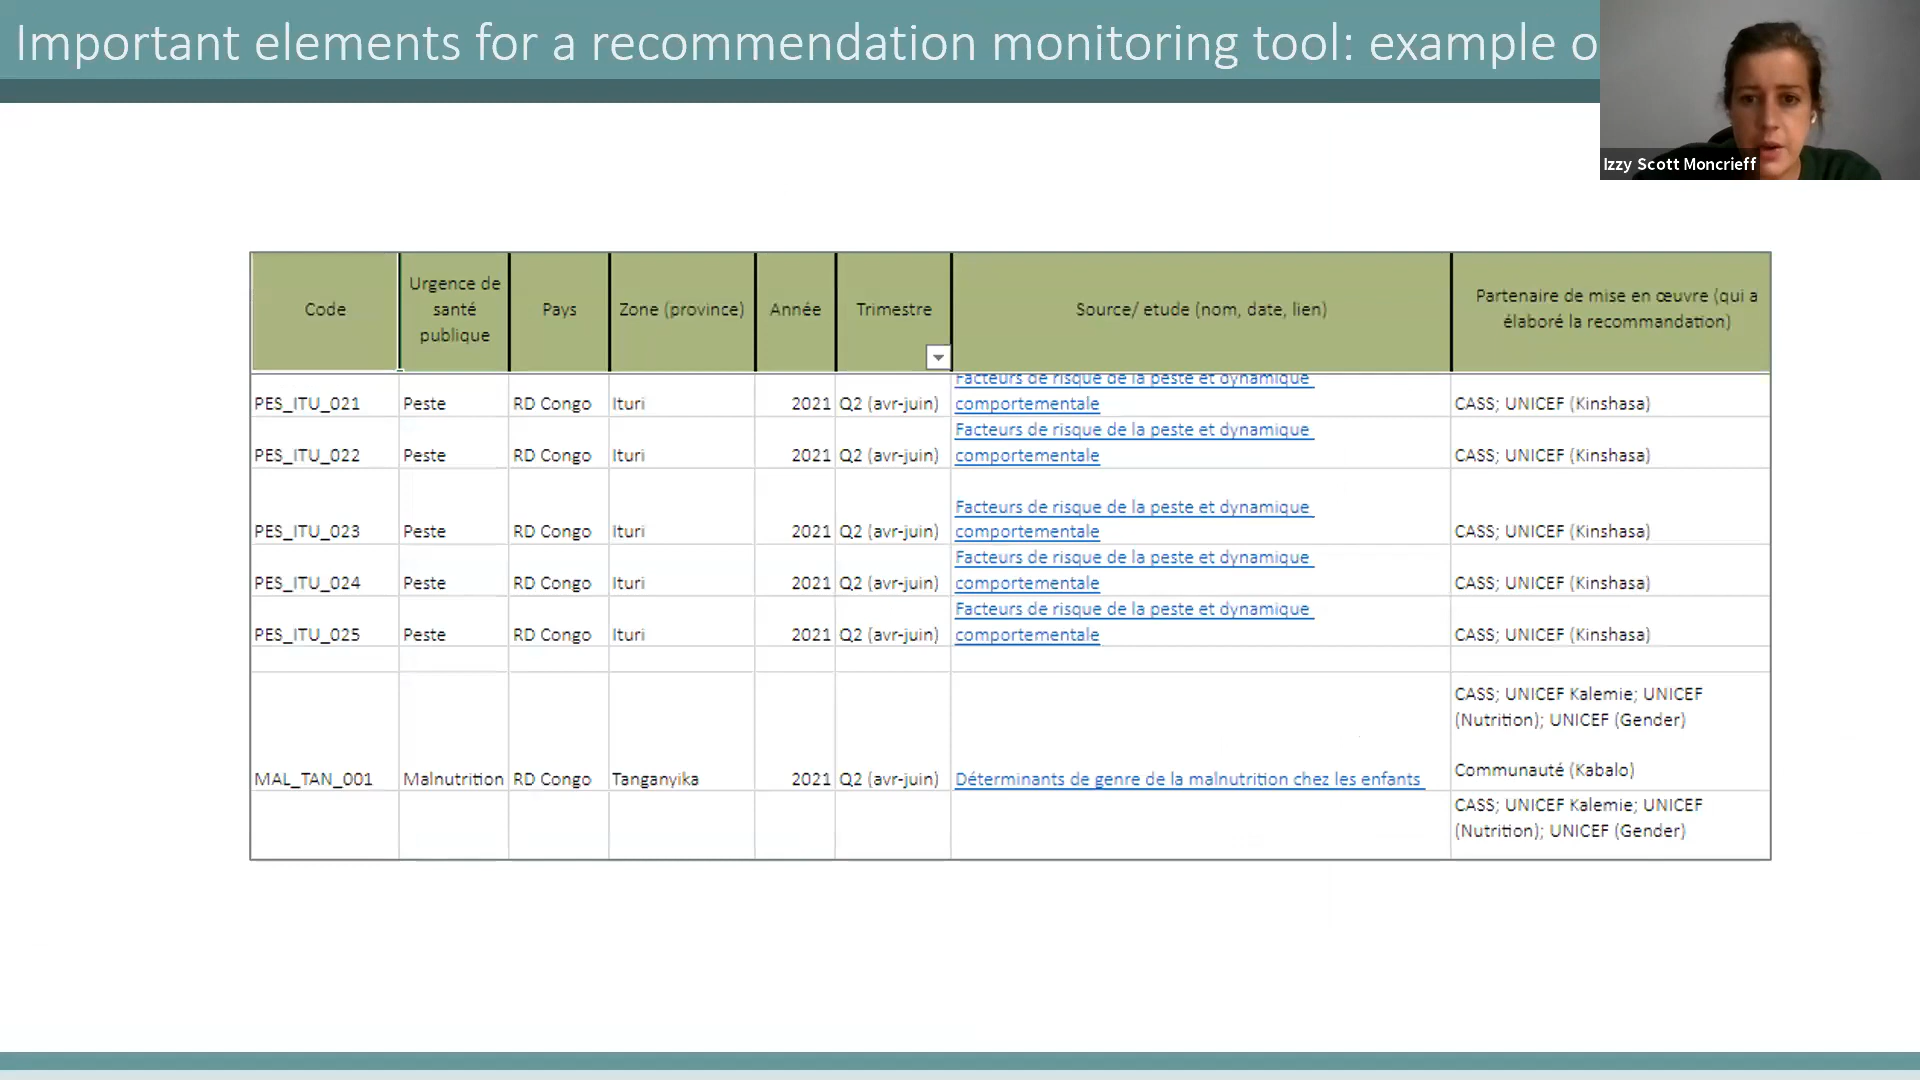 Important elements for a recommendation monitoring tool: example o
Izzy Scott Moncrieff
Code
Urgence de
santé
publique
Pays
Zone (province)
Année
Trimestre
Source/ etude (nom, date, lien)
Partenaire de mise en œuvre (qui a
élaboré la recommandation)
Facteurs de risque de la peste et dynamique
PES_ITU_021 Peste RD Congo Ituri 2021 Q2 (avr-juin) comportementale CASS; UNICEF (Kinshasa)
Facteurs de risque de la peste et dynamique
PES_ITU_022 Peste RD Congo Ituri 2021 Q2 (avr-juin) comportementale CASS; UNICEF (Kinshasa)
Facteurs de risque de la peste et dynamique
PES_ITU_023 Peste RD Congo Ituri 2021 Q2 (avr-juin) comportementale CASS; UNICEF (Kinshasa)
Facteurs de risque de la peste et dynamique
PES_ITU_024 Peste RD Congo Ituri 2021 Q2 (avr-juin) comportementale CASS; UNICEF (Kinshasa)
Facteurs de risque de la peste et dynamique
PES_ITU_025 Peste RD Congo Ituri 2021 Q2 (avr-juin) comportementale CASS; UNICEF (Kinshasa)
CASS; UNICEF Kalemie; UNICEF
(Nutrition); UNICEF (Gender)
Communauté (Kabalo)
MAL_TAN_001 Malnutrition RD Congo Tanganyika 2021 Q2 (avr-juin) Déterminants de genre de la malnutrition chez les enfants
CASS; UNICEF Kalemie; UNICEF
(Nutrition); UNICEF (Gender)